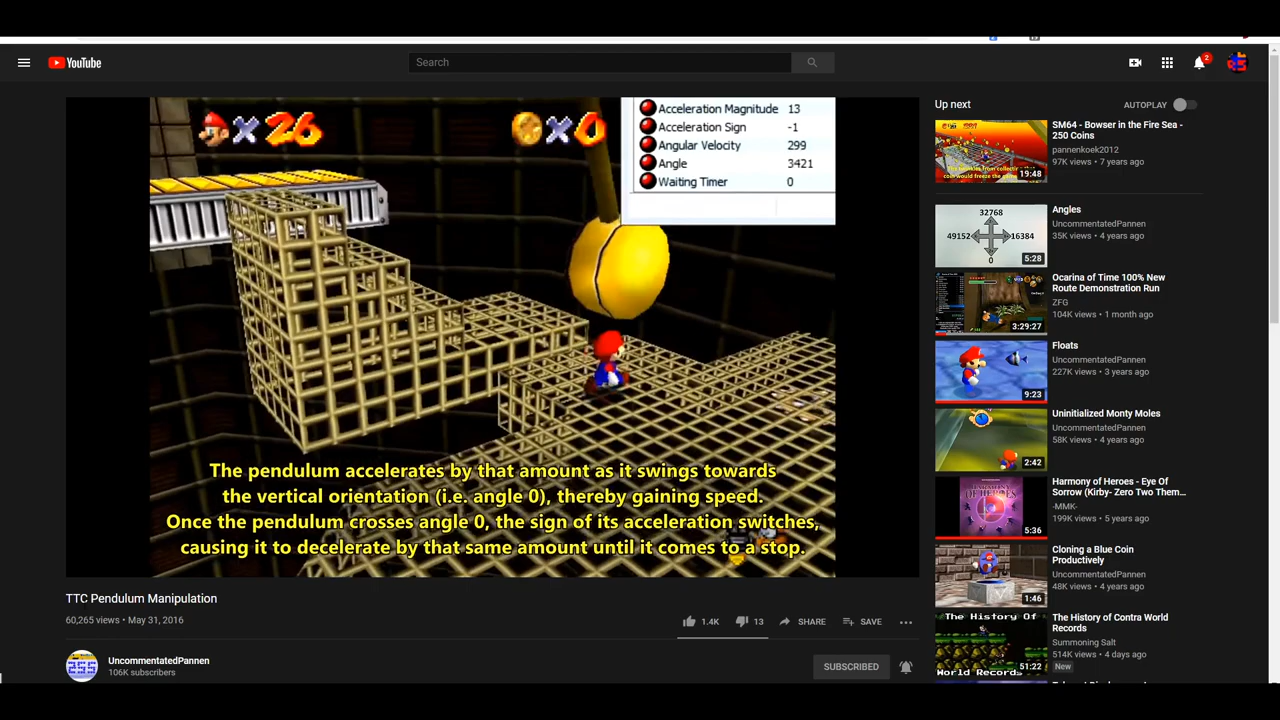 YouTube
Search
2
x 26
x 0
Acceleration Magnitude 13
Acceleration Sign -1
Angular Velocity 299
Angle 3421
Waiting Timer 0
The pendulum accelerates by that amount as it swings towards
the vertical orientation (i.e. angle 0), thereby gaining speed.
Once the pendulum crosses angle 0, the sign of its acceleration switches,
causing it to decelerate by that same amount until it comes to a stop.
TTC Pendulum Manipulation
60,265 views • May 31, 2016
1.4K
13
SHARE
SAVE
255
UncommentatedPannen
106K subscribers
SUBSCRIBED
Up next
AUTOPLAY
SM64 - Bowser in the Fire Sea -
250 Coins
pannenkoek2012
97K views • 7 years ago
19:48
32768
49152
16384
0
5:28
Angles
UncommentatedPannen
35K views • 4 years ago
3:29:27
Ocarina of Time 100% New
Route Demonstration Run
ZFG
104K views • 1 month ago
9:23
Floats
UncommentatedPannen
227K views • 3 years ago
2:42
Uninitialized Monty Moles
UncommentatedPannen
58K views • 4 years ago
HARMONY OF HEROES
5:36
Harmony of Heroes - Eye Of
Sorrow (Kirby- Zero Two Them...
-MMK-
199K views • 5 years ago
1:46
Cloning a Blue Coin
Productively
UncommentatedPannen
48K views • 4 years ago
The History Of
World Records
51:22
The History of Contra World
Records
Summoning Salt
514K views • 4 days ago
New